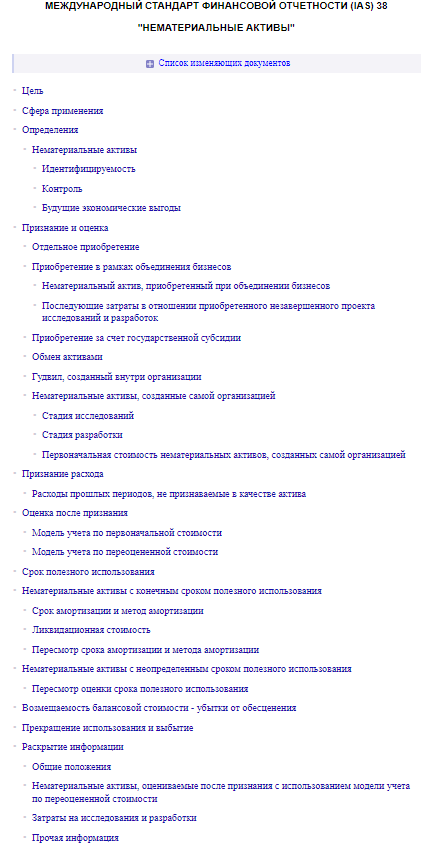 МЕЖДУНАРОДНЫЙ СТАНДАРТ ФИНАНСОВОЙ ОТЧЕТНОСТИ (IAS) 38
"НЕМАТЕРИАЛЬНЫЕ АКТИВЫ"
Список изменяющих документов
Цель
Сфера применения
Определения
Нематериальные активы
Идентифицируемость
Контроль
Будущие экономические выгоды
Признание и оценка
Отдельное приобретение
Приобретение в рамках объединения бизнесов
Нематериальный актив, приобретенный при объединении бизнесов
Последующие затраты в отношении приобретенного незавершенного проекта
исследований и разработок
Приобретение за счет государственной субсидии
Обмен активами
Гудвил, созданный внутри организации
Нематериальные активы, созданные самой организацией
Стадия исследований
Стадия разработки
Первоначальная стоимость нематериальных активов, созданных самой организацией
Признание расхода
Расходы прошлых периодов, не признаваемые в качестве актива
Оценка после признания
Модель учета по первоначальной стоимости
Модель учета по переоцененной стоимости
Срок полезного использования
Нематериальные активы с конечным сроком полезного использования
Срок амортизации и метод амортизации
Ликвидационная стоимость
Пересмотр срока амортизации и метода амортизации
Нематериальные активы с неопределенным сроком полезного использования
Пересмотр оценки срока полезного использования
Возмещаемость балансовой стоимости - убытки от обесценения
Прекращение использования и выбытие
Раскрытие информации
Общие положения
Нематериальные активы, оцениваемые после признания с использованием модели учета
по переоцененной стоимости
Затраты на исследования и разработки
Прочая информация